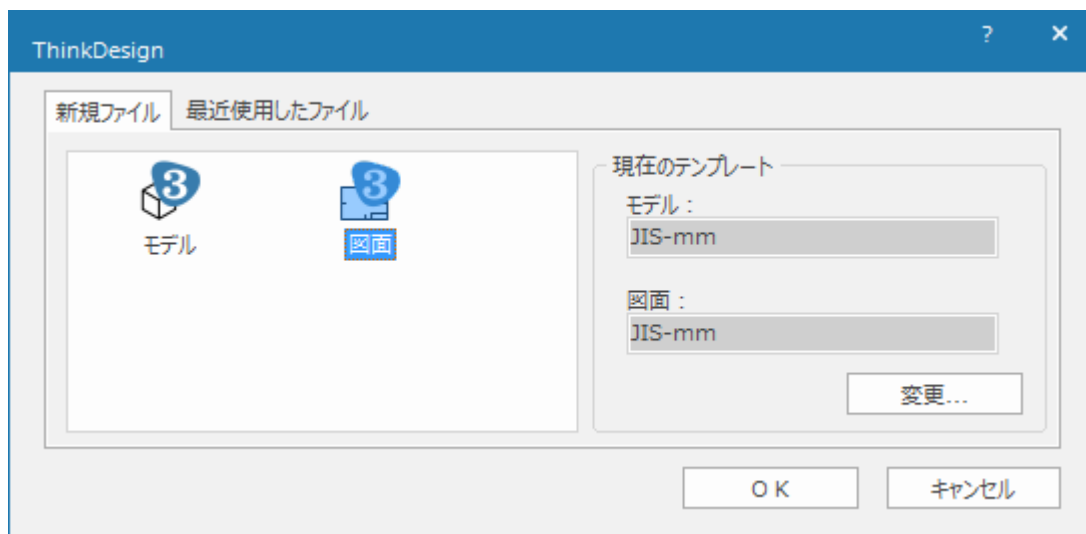 ThinkDesign
新規ファイル 最近使用したファイル
3 3
モデル 図面
現在のテンプレート
モデル：
JIS-mm
図面：
JIS-mm
変更...
ＯＫ キャンセル